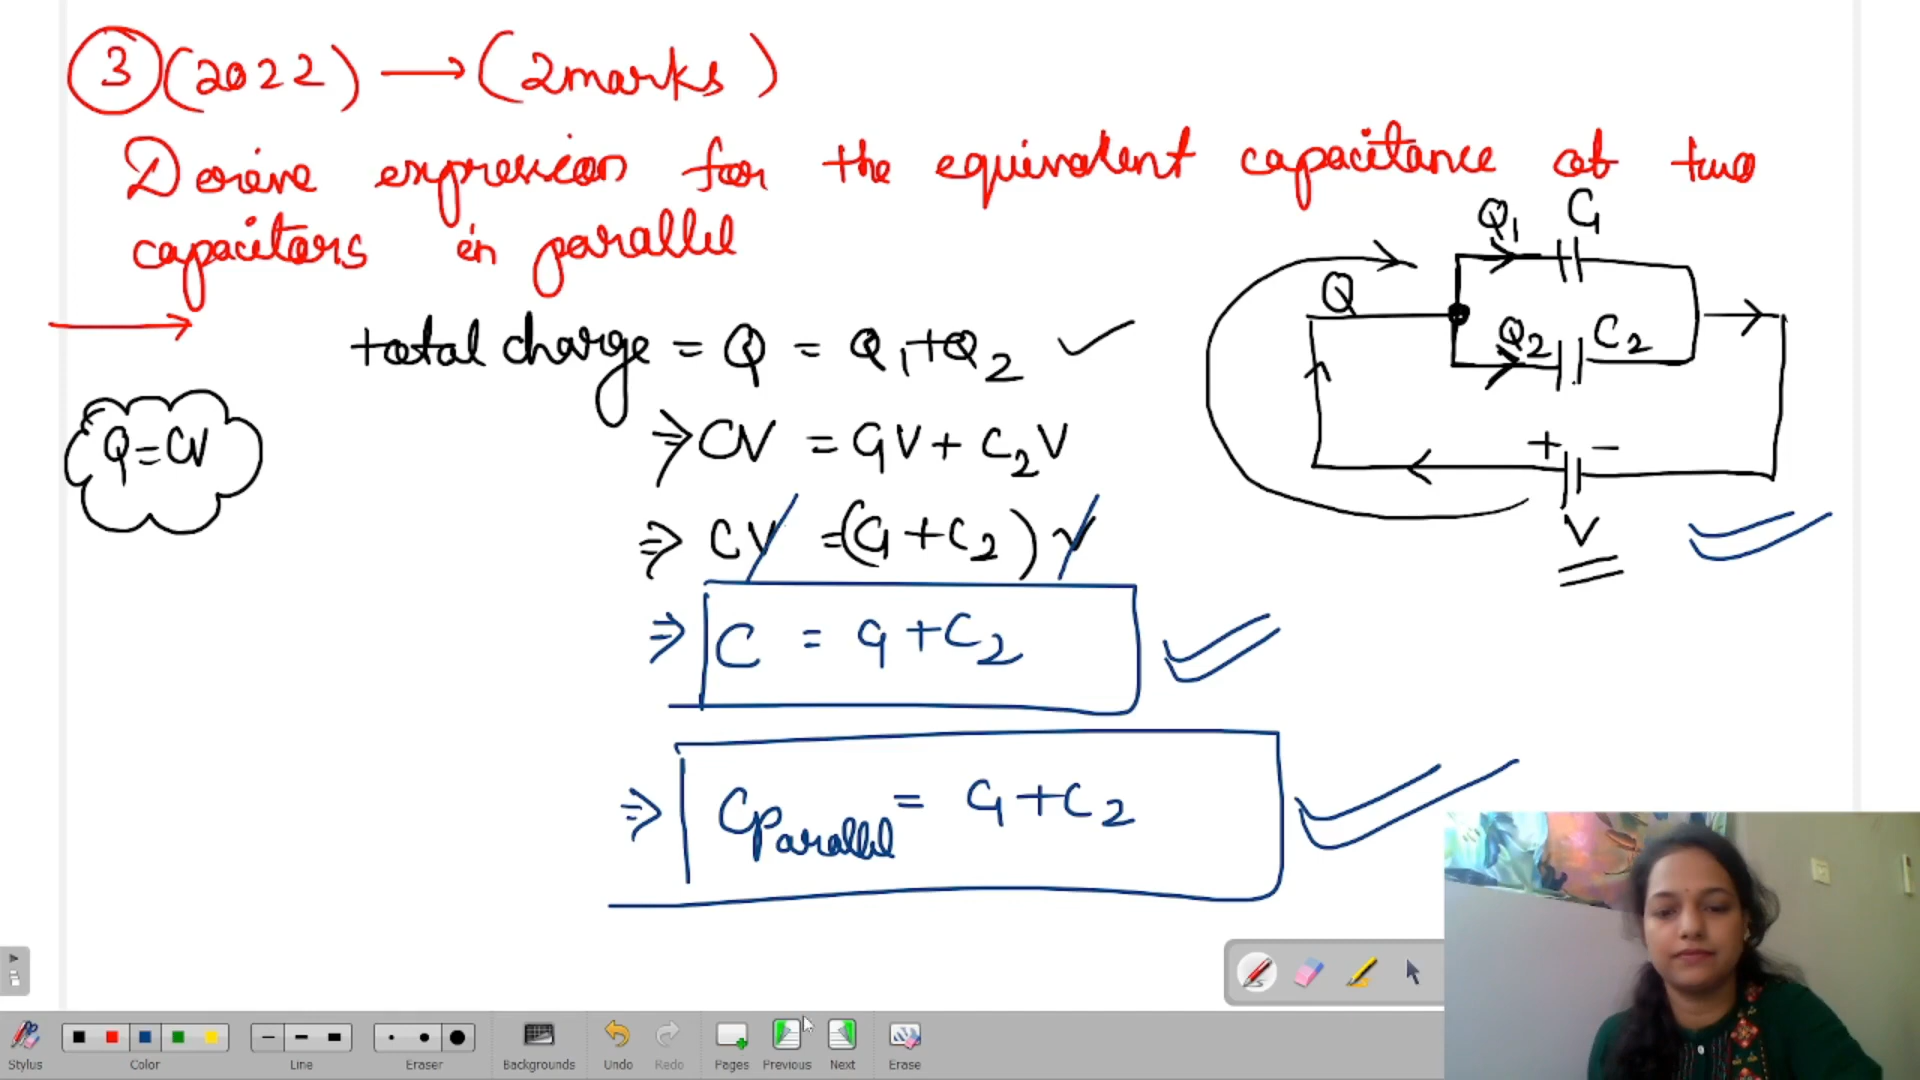 3 (2022) → (2marks)
Derive expression for the equivalent capacitance of two
capacitors in parallel
Q1 C1
Q
Q2 C2
+ −
V
total charge = Q = Q1+Q2
Q=CV
⇒ CV = C1V + C2V
⇒ CV = (C1+C2)V
⇒ C = C1+C2
⇒ Cparallel = C1+C2
Stylus
Color
Line
Eraser
Backgrounds
Undo
Redo
Pages
Previous
Next
Erase